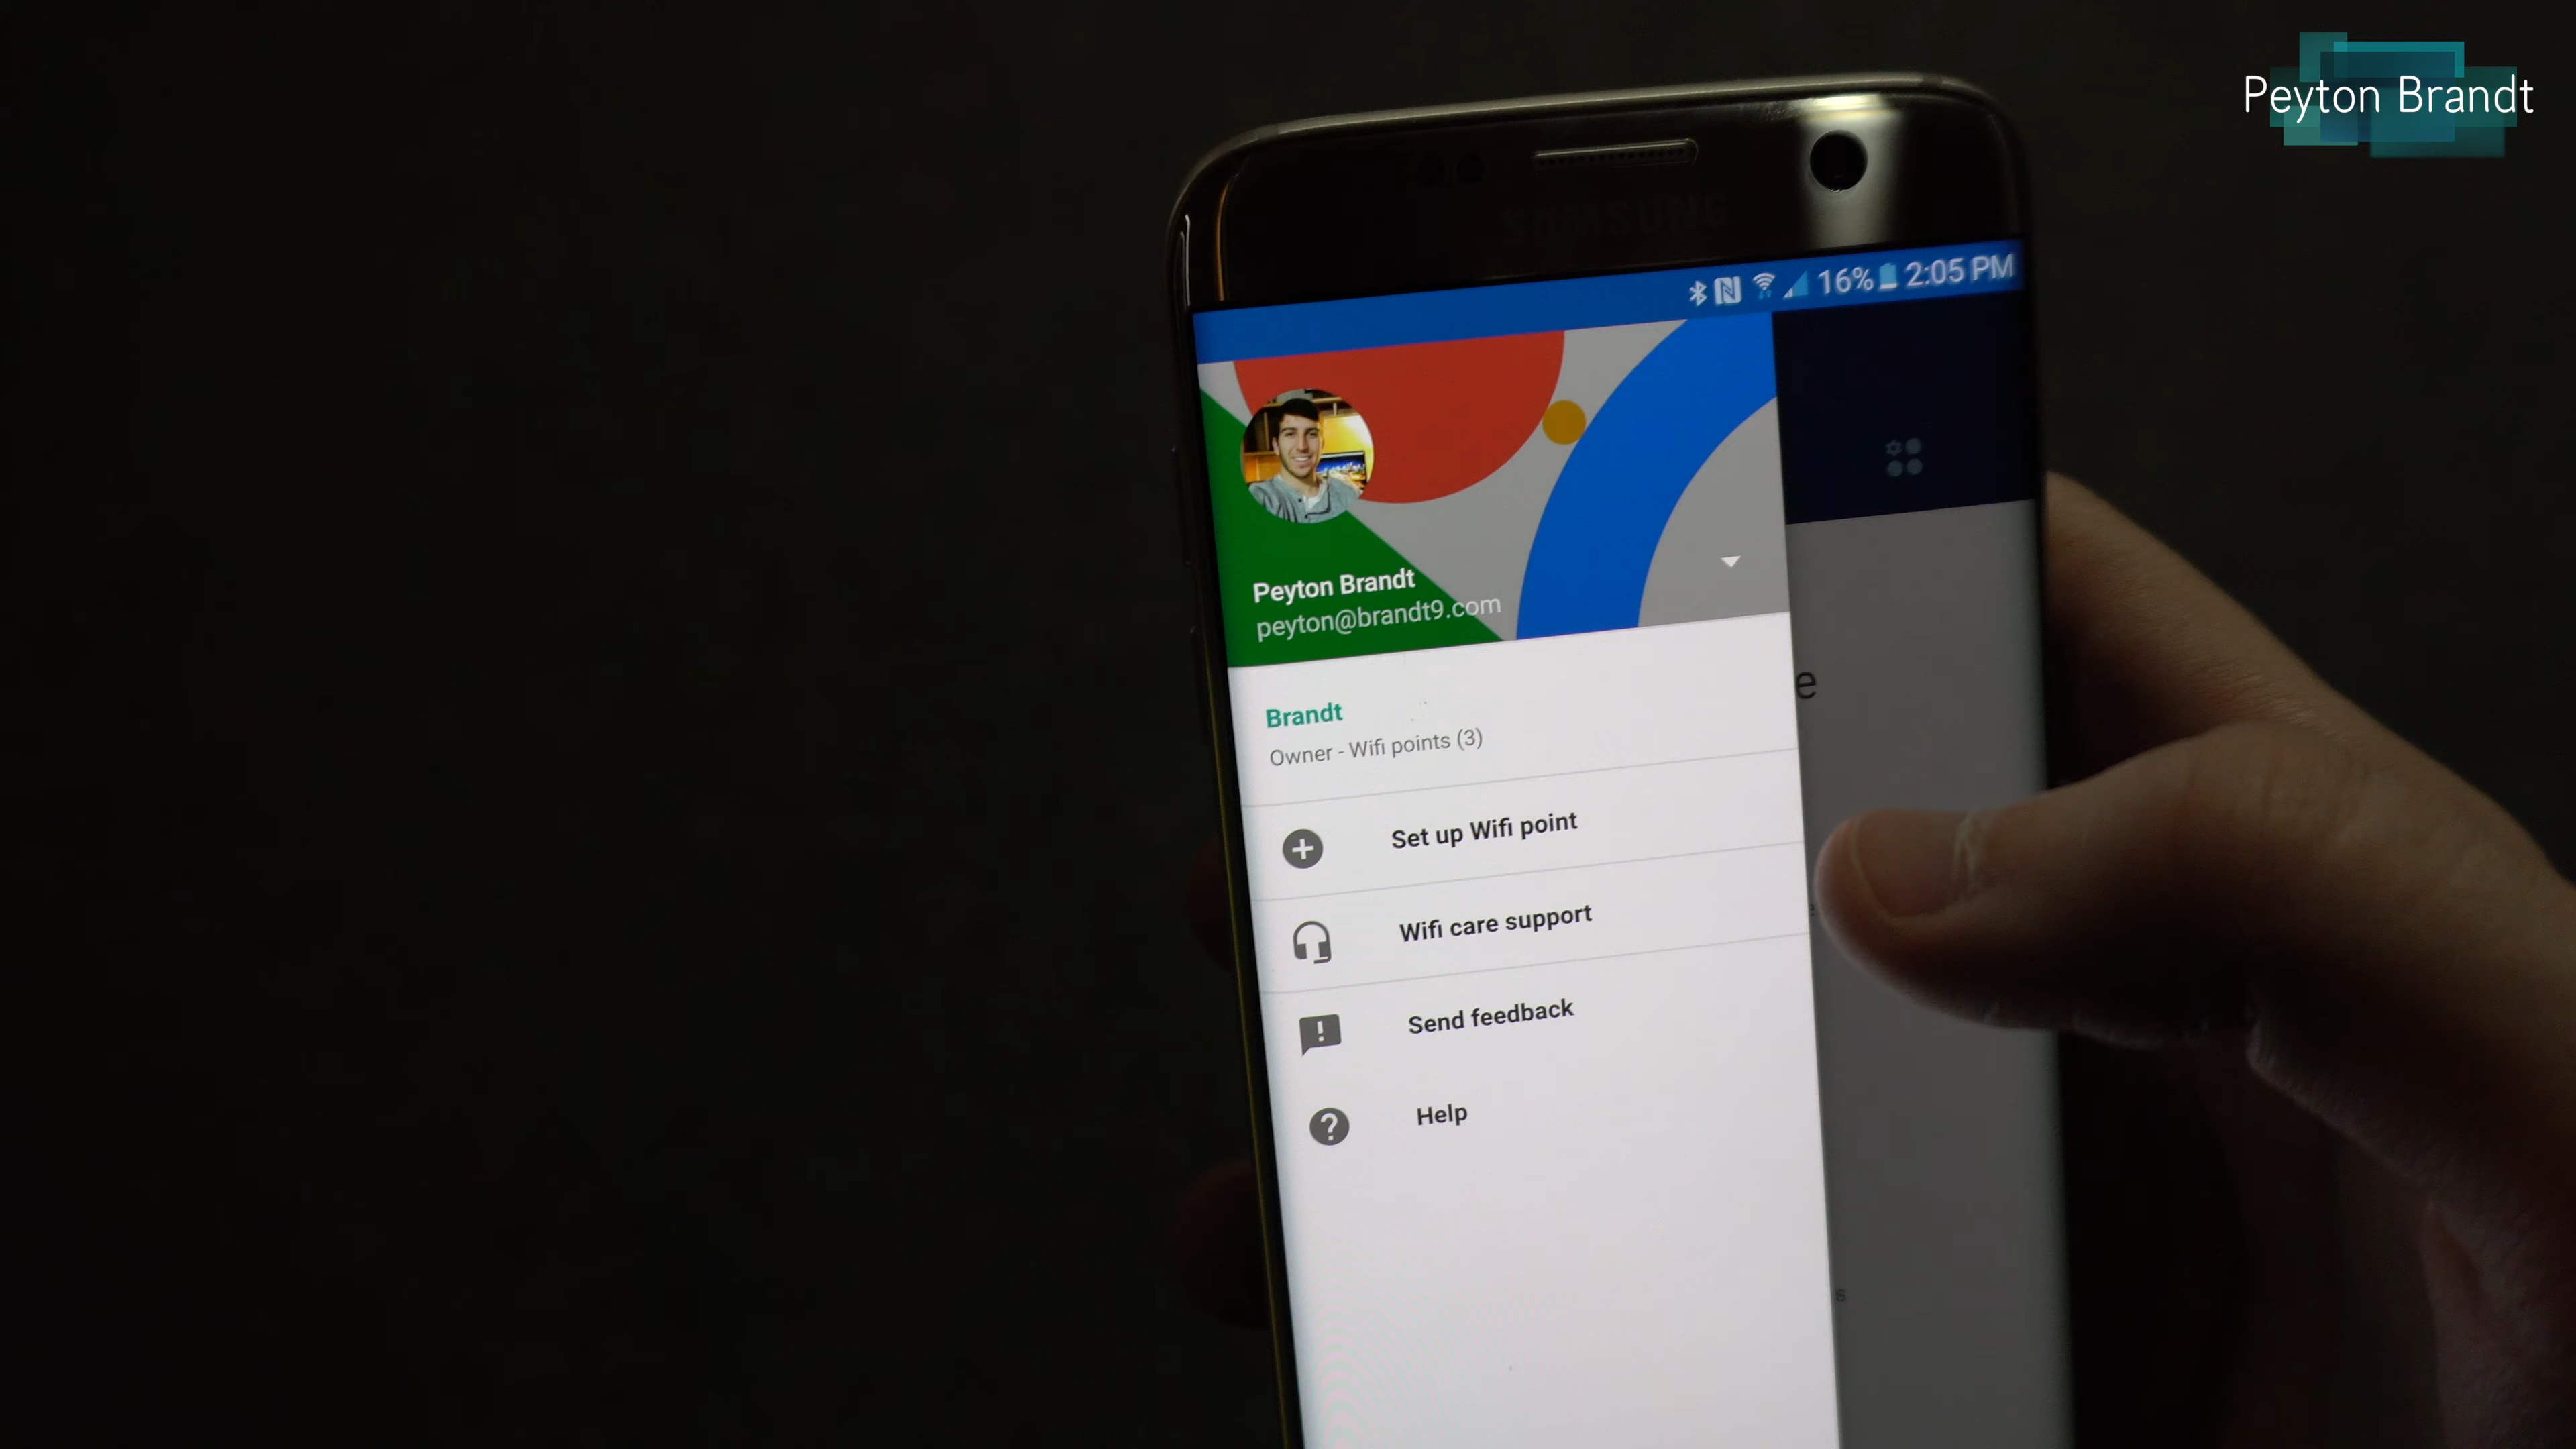 Peyton Brandt
SAMSUNG
16% 2:05 PM
Peyton Brandt
peyton@brandt9.com
Brandt
Owner - Wifi points (3)
e
Set up Wifi point
Wifi care support
e
Send feedback
Help
s